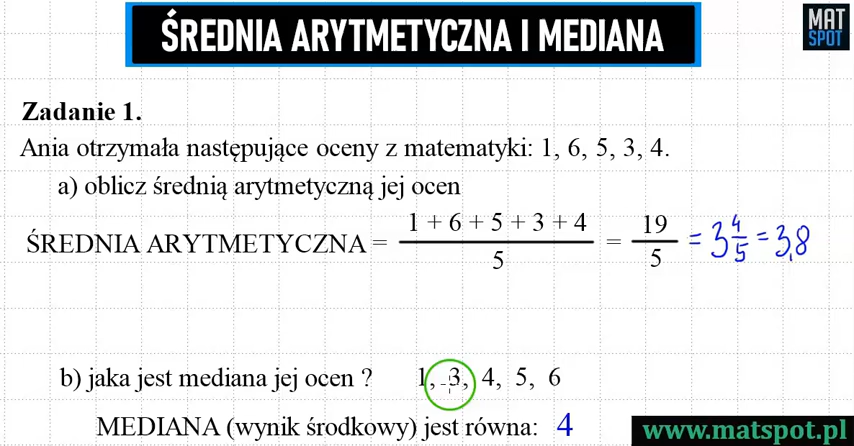 ŚREDNIA ARYTMETYCZNA I MEDIANA
MAT
SPOT
Zadanie 1.
Ania otrzymała następujące oceny z matematyki: 1, 6, 5, 3, 4.
a) oblicz średnią arytmetyczną jej ocen
ŚREDNIA ARYTMETYCZNA = (1 + 6 + 5 + 3 + 4)/5 = 19/5 = 3 4/5 = 3,8
b) jaka jest mediana jej ocen ? 1, 3, 4, 5, 6
MEDIANA (wynik środkowy) jest równa: 4
www.matspot.pl